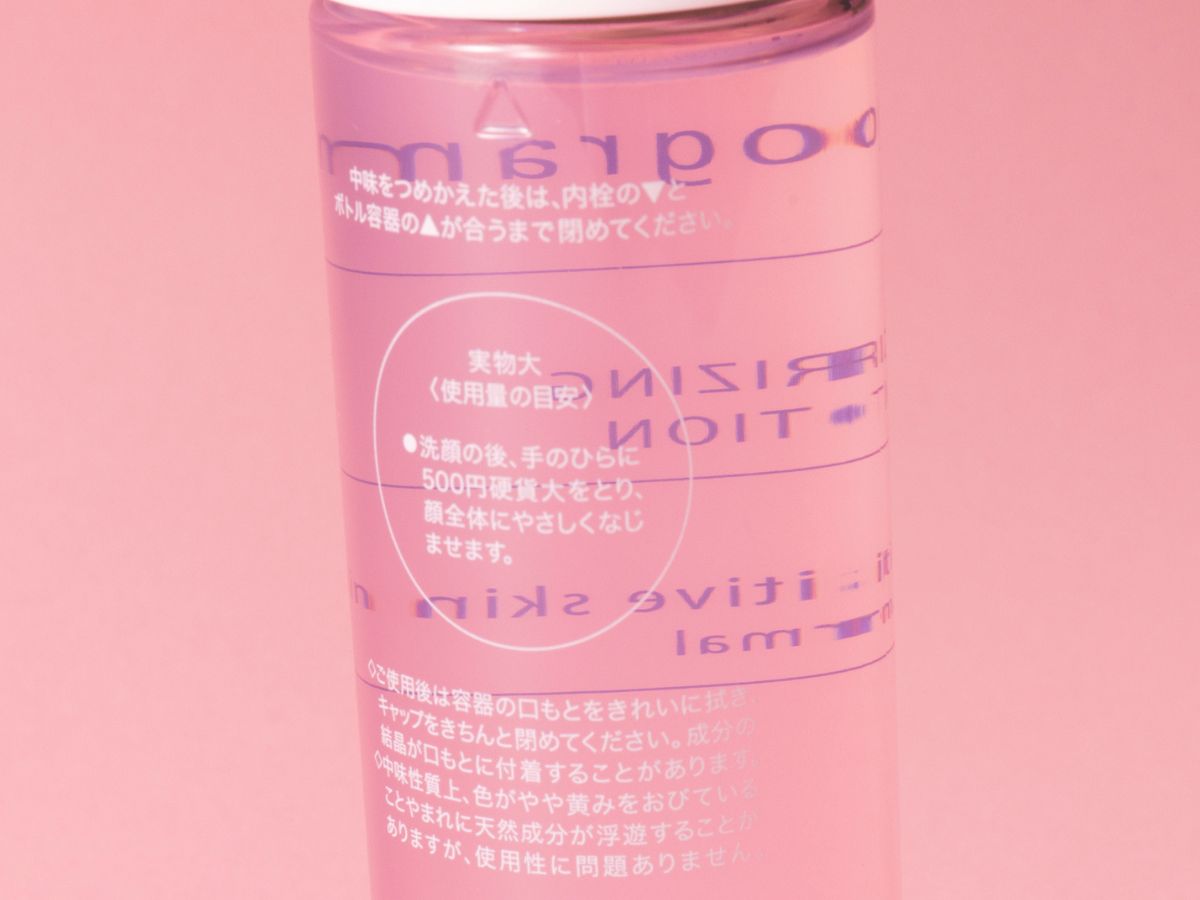 中味をつめかえた後は、内栓の▼と
ボトル容器の▲が合うまで閉めてください。
実物大
〈使用量の目安〉
●洗顔の後、手のひらに
500円硬貨大をとり、
顔全体にやさしくなじ
ませます。
◇ご使用後は容器の口もとをきれいに拭き、
キャップをきちんと閉めてください。成分の
結晶が口もとに付着することがあります。
◇中味性質上、色がやや黄みをおびている
ことやまれに天然成分が浮遊することが
ありますが、使用性に問題ありません。
ogram
RIZING
TION
itive skin
rmal